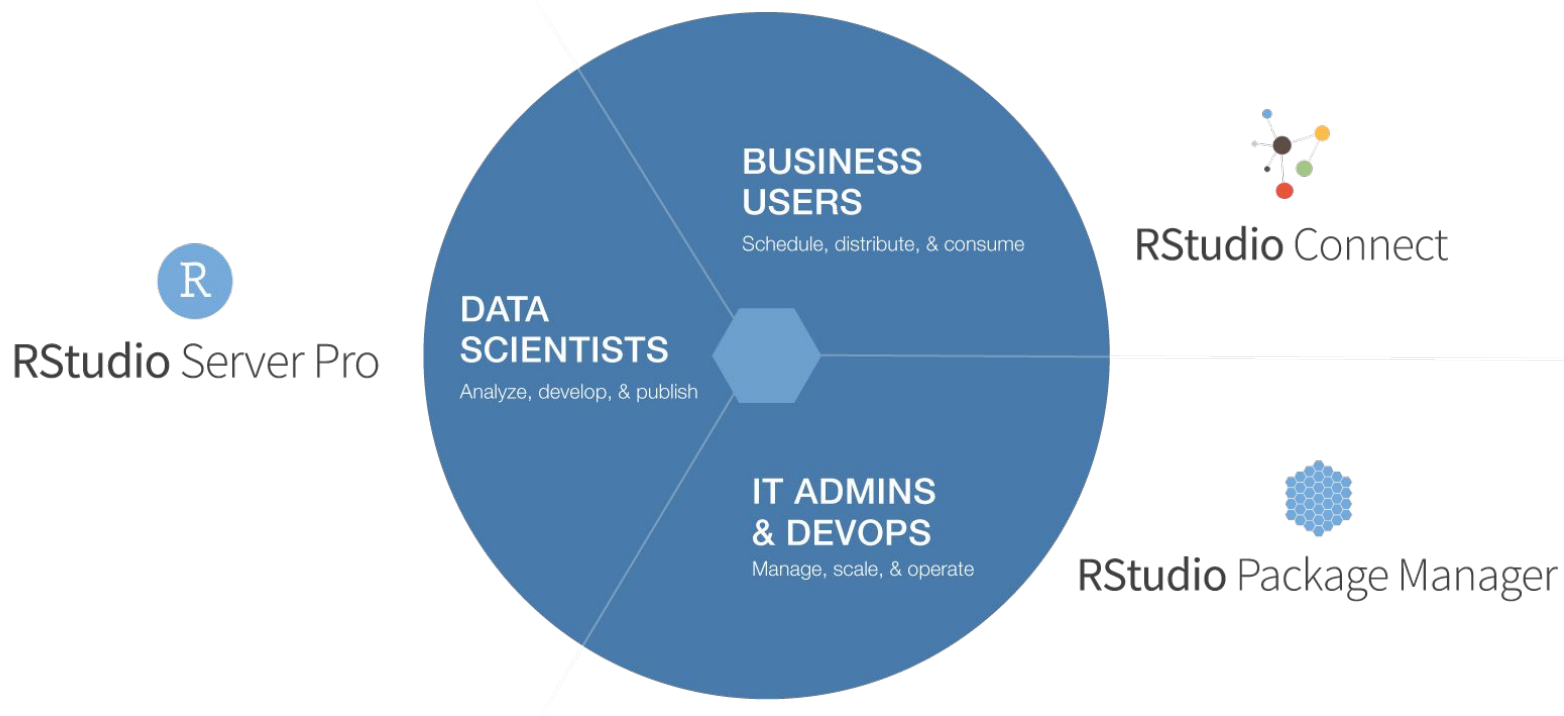 R
RStudio Server Pro
DATA
SCIENTISTS
Analyze, develop, & publish
BUSINESS
USERS
Schedule, distribute, & consume
RStudio Connect
IT ADMINS
& DEVOPS
Manage, scale, & operate
RStudio Package Manager